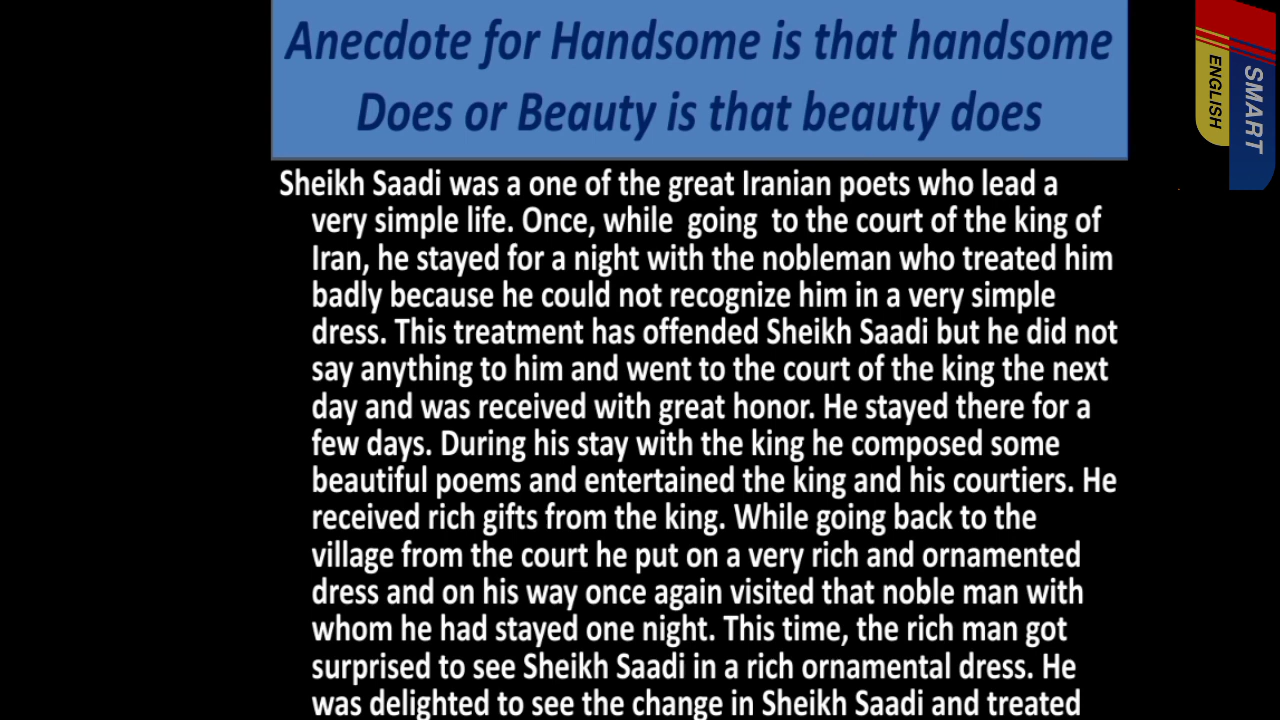 Anecdote for Handsome is that handsome
Does or Beauty is that beauty does
SMART
ENGLISH
Sheikh Saadi was a one of the great Iranian poets who lead a
very simple life. Once, while going to the court of the king of
Iran, he stayed for a night with the nobleman who treated him
badly because he could not recognize him in a very simple
dress. This treatment has offended Sheikh Saadi but he did not
say anything to him and went to the court of the king the next
day and was received with great honor. He stayed there for a
few days. During his stay with the king he composed some
beautiful poems and entertained the king and his courtiers. He
received rich gifts from the king. While going back to the
village from the court he put on a very rich and ornamented
dress and on his way once again visited that noble man with
whom he had stayed one night. This time, the rich man got
surprised to see Sheikh Saadi in a rich ornamental dress. He
was delighted to see the change in Sheikh Saadi and treated